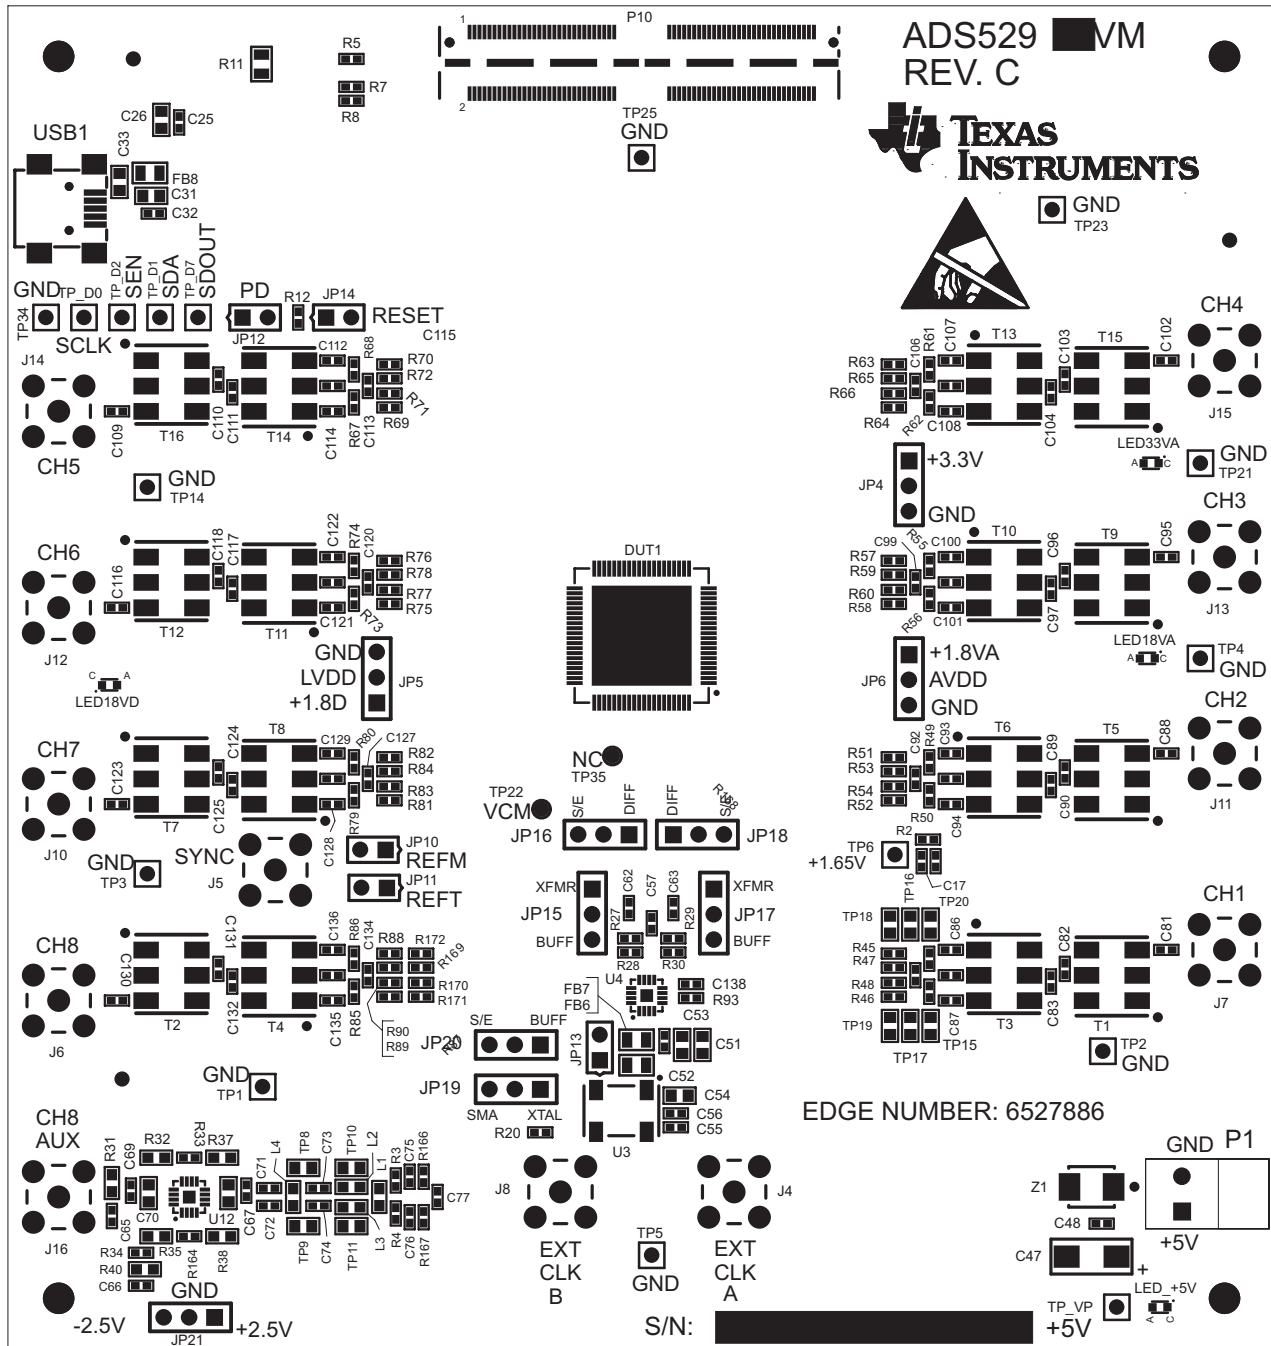 P10
1
2
ADS529 VM
REV. C
TEXAS
INSTRUMENTS
R11
R5
R7
R8
C26
C25
USB1
C33
FB8
C31
C32
TP25
GND
GND
TP23
GND
TP34
TP_D0
TP_D2
SEN
TP_D1
SDA
TP_D7
SDOUT
SCLK
PD
JP12
R12
JP14
RESET
C115
J14
CH5
C109
T16
C110
C111
T14
C112
C114
R68
R67
C113
R70
R72
R71
R69
GND
TP14
R63
R65
R66
R64
C106
R61
R62
C107
C108
T13
C103
C104
T15
C102
CH4
J15
LED33VA
A
C
GND
TP21
JP4
+3.3V
GND
CH6
J12
C116
T12
C118
C117
T11
C122
C121
R74
C120
R73
R76
R78
R77
R75
C
A
LED18VD
GND
LVDD
+1.8D
JP5
DUT1
C99
R55
R56
R57
R59
R60
R58
C100
C101
T10
C96
C97
T9
C95
CH3
J13
LED18VA
A
C
TP4
GND
JP6
+1.8VA
AVDD
GND
CH7
J10
C123
T7
C124
C125
T8
C129
C128
R80
R79
C127
R82
R84
R83
R81
NC
TP35
TP22
VCM
R51
R53
R54
R52
C92
R49
R50
C93
C94
T6
C89
C90
T5
C88
CH2
J11
GND
TP3
SYNC
J5
JP10
REFM
JP11
REFT
JP16
S/E
DIFF
DIFF
S/E
R168
JP18
XFMR
JP15
BUFF
C62
C57
C63
R27
R29
R28
R30
XFMR
JP17
BUFF
TP6
+1.65V
R2
C17
TP16
TP20
TP18
CH8
J6
C130
T2
C131
C132
T4
C136
C135
R86
R85
C134
R88
R172
R169
R170
R171
R90
R89
U4
FB7
FB6
C138
R93
C53
C51
R45
R47
R48
R46
TP19
TP17
TP15
C86
C87
T3
C82
C83
T1
C81
CH1
J7
TP2
GND
GND
TP1
S/E
BUFF
JP20
JP19
SMA
XTAL
R20
JP13
C52
C54
C56
C55
U3
EDGE NUMBER: 6527886
CH8
AUX
J16
R31
C69
C65
R32
R33
R37
C70
U12
C67
R35
R164
R38
R34
R40
C66
C71
C72
L4
TP8
TP9
C73
C74
TP10
TP11
L2
L1
L3
R3
R4
C75
C76
R166
R167
C77
J8
EXT
CLK
B
TP5
GND
J4
EXT
CLK
A
GND
P1
Z1
C48
C47
+
+5V
GND
-2.5V
+2.5V
JP21
S/N:
TP_VP
+5V
LED_+5V
A
C